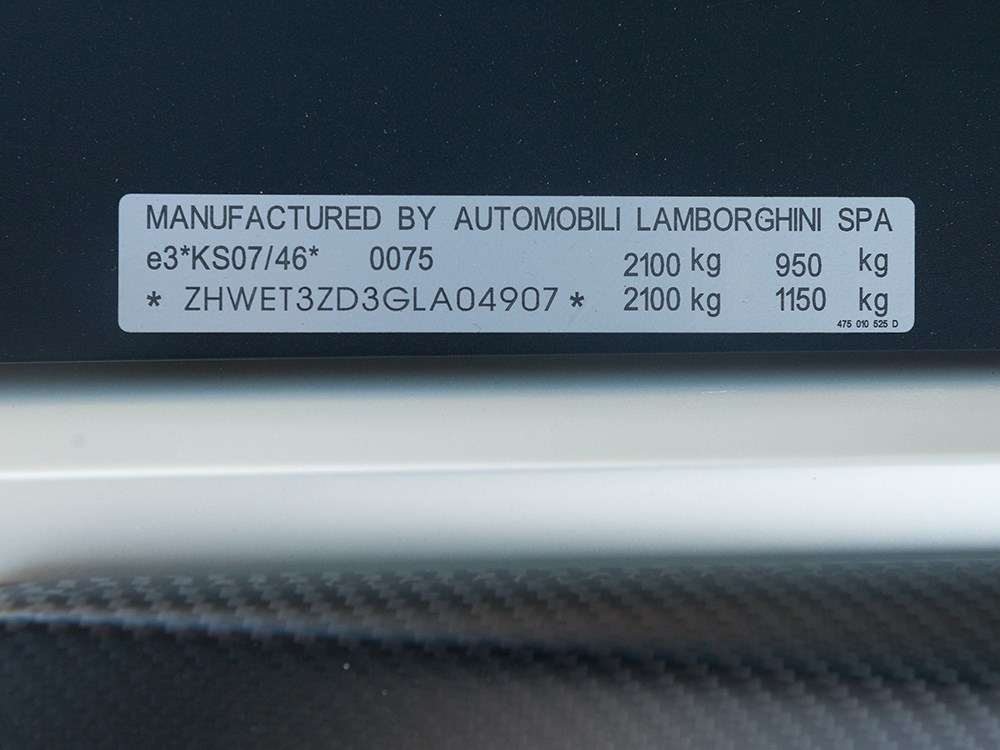 MANUFACTURED BY AUTOMOBILI LAMBORGHINI SPA
e3*KS07/46* 0075 2100 kg 950 kg
* ZHWET3ZD3GLA04907 * 2100 kg 1150 kg
475 010 525 D